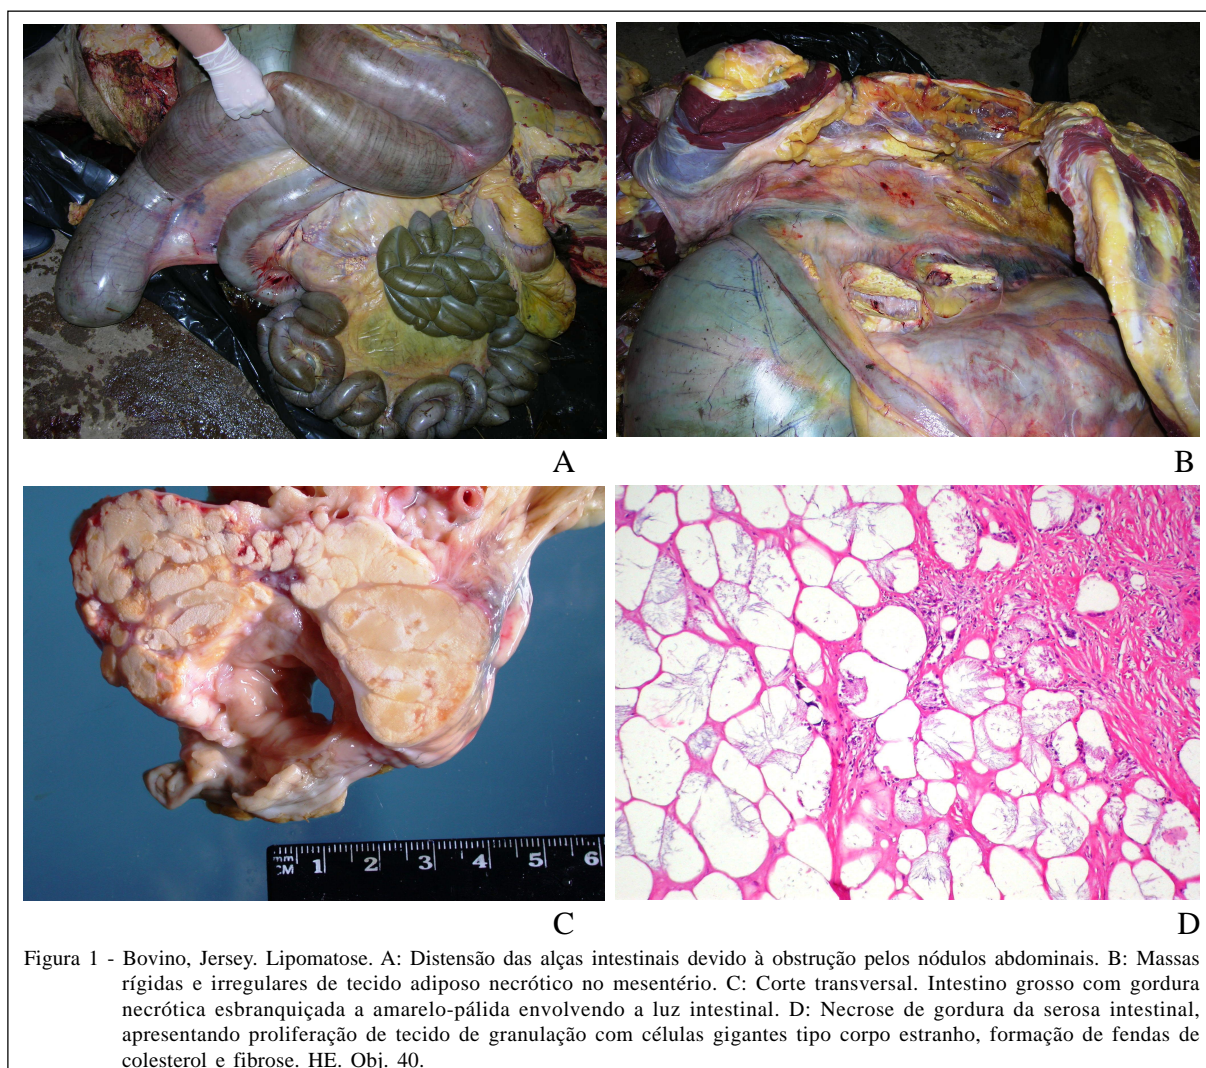 A
B
mm
CM 1 2 3 4 5 6
C
D
Figura 1 - Bovino, Jersey. Lipomatose. A: Distensão das alças intestinais devido à obstrução pelos nódulos abdominais. B: Massas
rígidas e irregulares de tecido adiposo necrótico no mesentério. C: Corte transversal. Intestino grosso com gordura
necrótica esbranquiçada a amarelo-pálida envolvendo a luz intestinal. D: Necrose de gordura da serosa intestinal,
apresentando proliferação de tecido de granulação com células gigantes tipo corpo estranho, formação de fendas de
colesterol e fibrose. HE. Obj. 40.